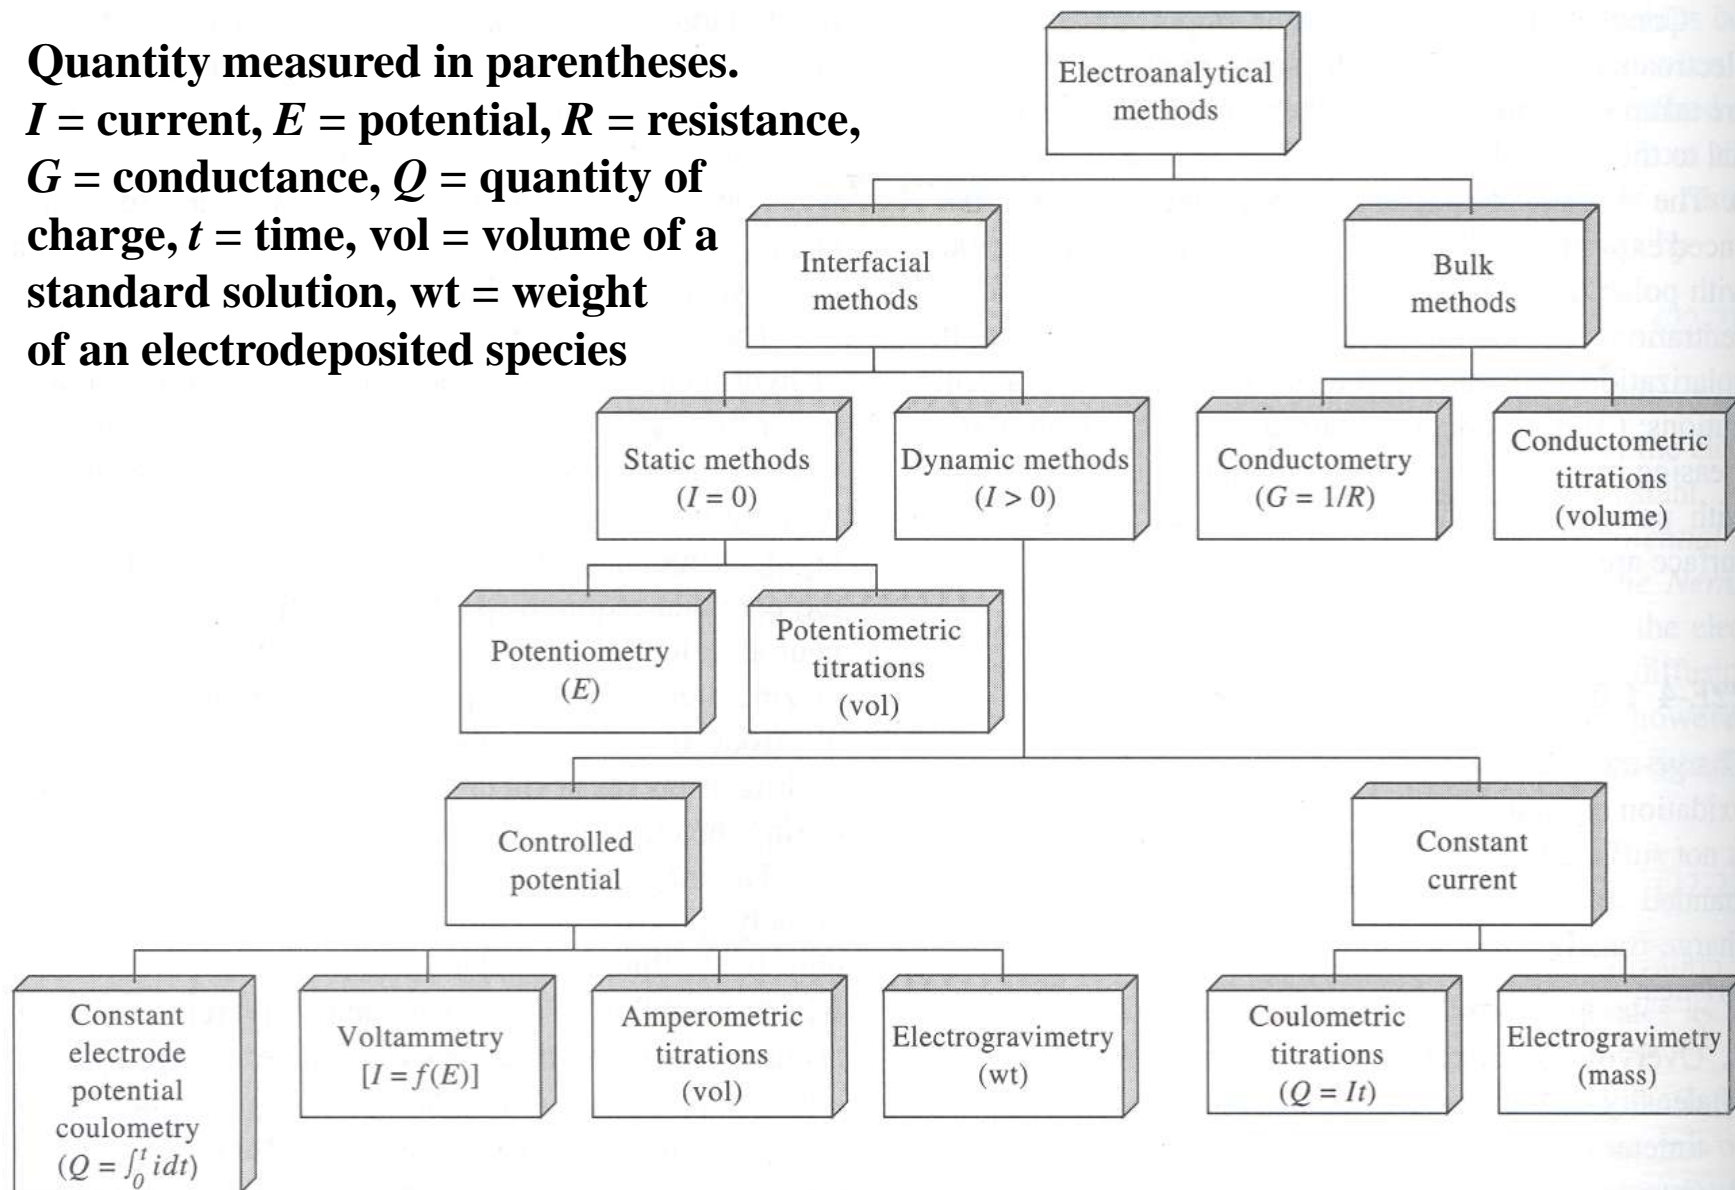 Quantity measured in parentheses.
I = current, E = potential, R = resistance,
G = conductance, Q = quantity of
charge, t = time, vol = volume of a
standard solution, wt = weight
of an electrodeposited species
Electroanalytical
methods
Interfacial
methods
Bulk
methods
Static methods
(I = 0)
Dynamic methods
(I > 0)
Conductometry
(G = 1/R)
Conductometric
titrations
(volume)
Potentiometry
(E)
Potentiometric
titrations
(vol)
Controlled
potential
Constant
current
Constant
electrode
potential
coulometry
(Q = ∫₀ᵗ idt)
Voltammetry
[I = f(E)]
Amperometric
titrations
(vol)
Electrogravimetry
(wt)
Coulometric
titrations
(Q = It)
Electrogravimetry
(mass)